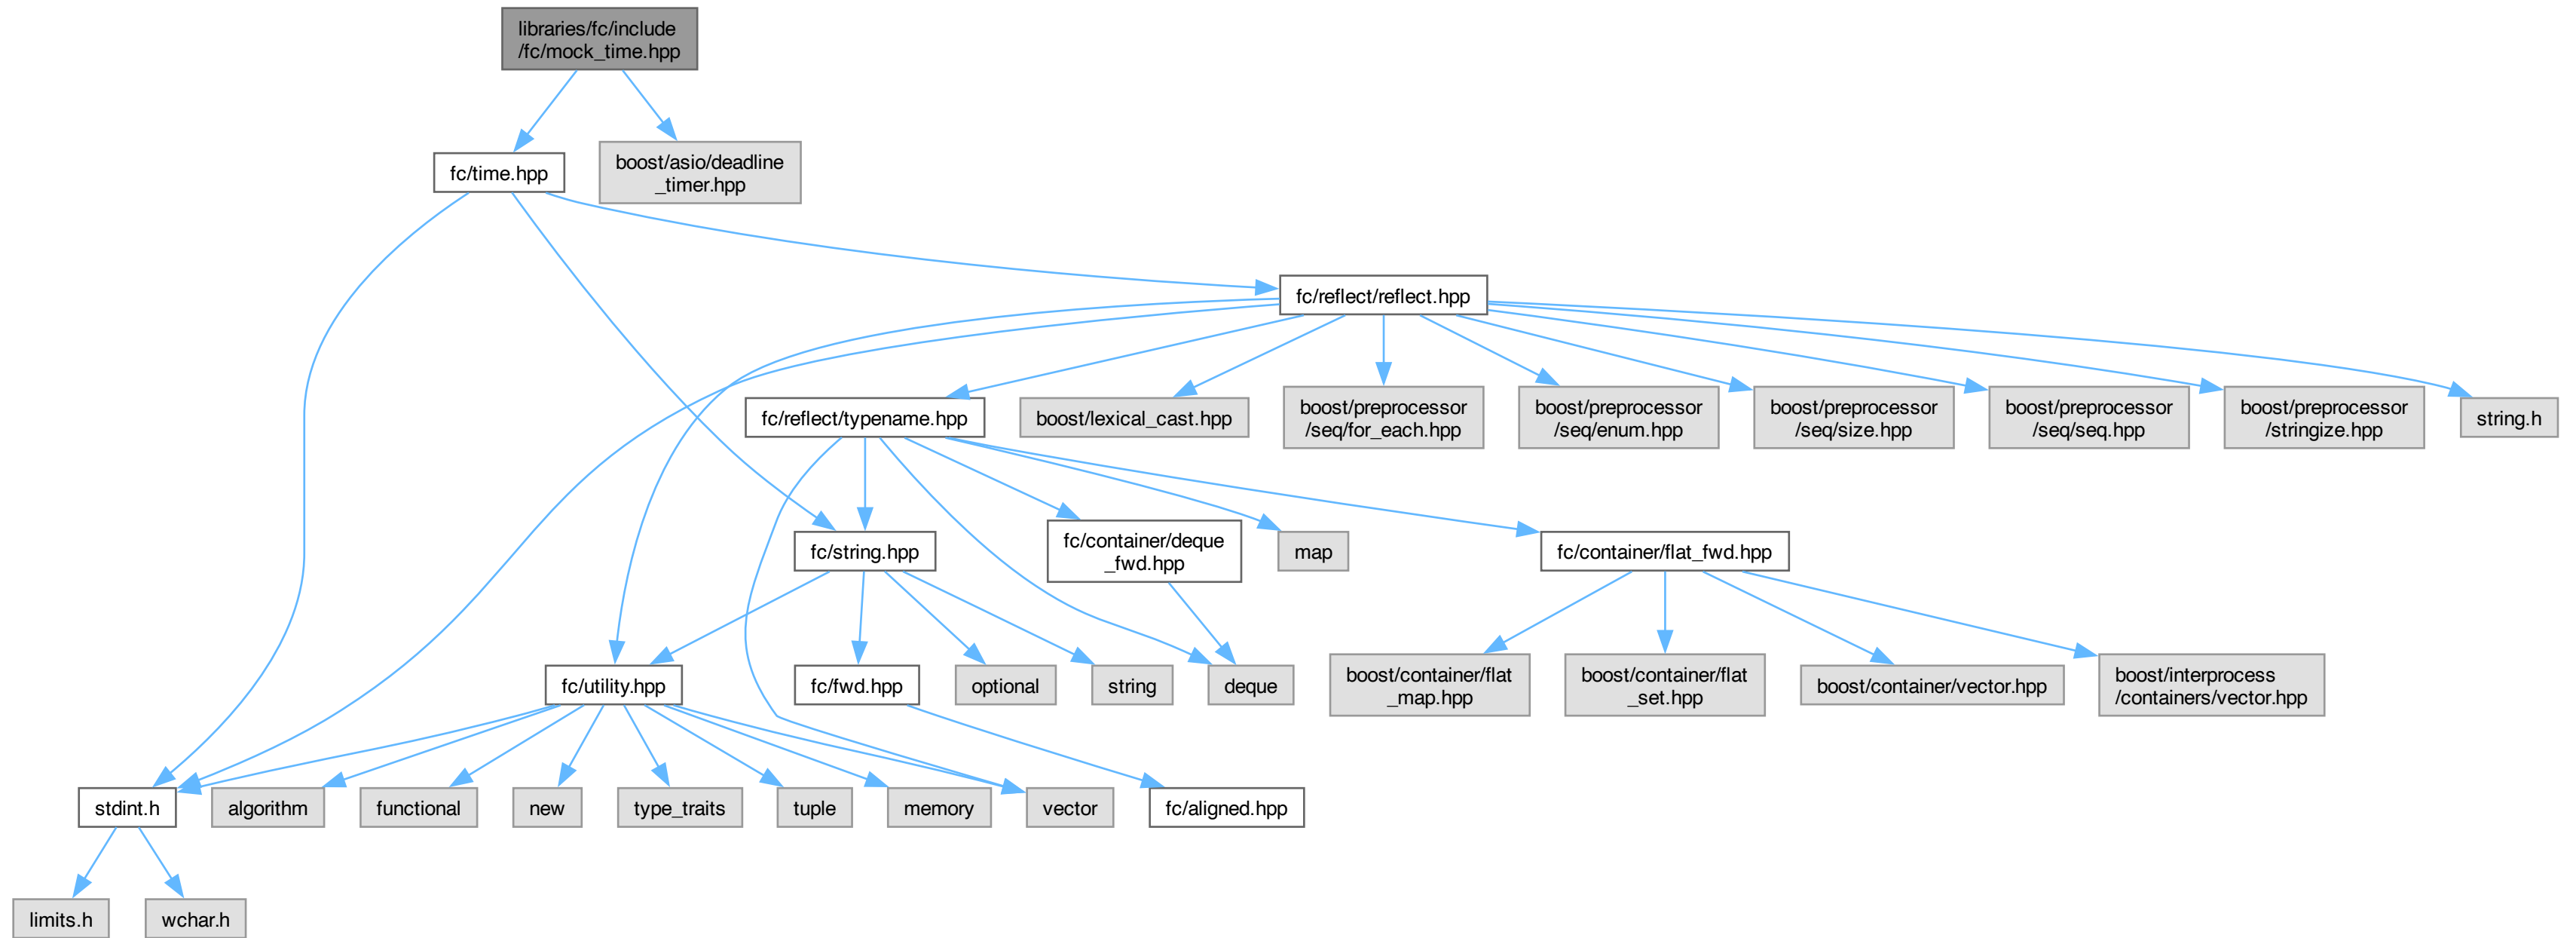 libraries/fc/include
/fc/mock_time.hpp
fc/time.hpp
boost/asio/deadline
_timer.hpp
fc/reflect/reflect.hpp
fc/reflect/typename.hpp
boost/lexical_cast.hpp
boost/preprocessor
/seq/for_each.hpp
boost/preprocessor
/seq/enum.hpp
boost/preprocessor
/seq/size.hpp
boost/preprocessor
/seq/seq.hpp
boost/preprocessor
/stringize.hpp
string.h
fc/string.hpp
fc/container/deque
_fwd.hpp
map
fc/container/flat_fwd.hpp
fc/utility.hpp
fc/fwd.hpp
optional
string
deque
boost/container/flat
_map.hpp
boost/container/flat
_set.hpp
boost/container/vector.hpp
boost/interprocess
/containers/vector.hpp
stdint.h
algorithm
functional
new
type_traits
tuple
memory
vector
fc/aligned.hpp
limits.h
wchar.h